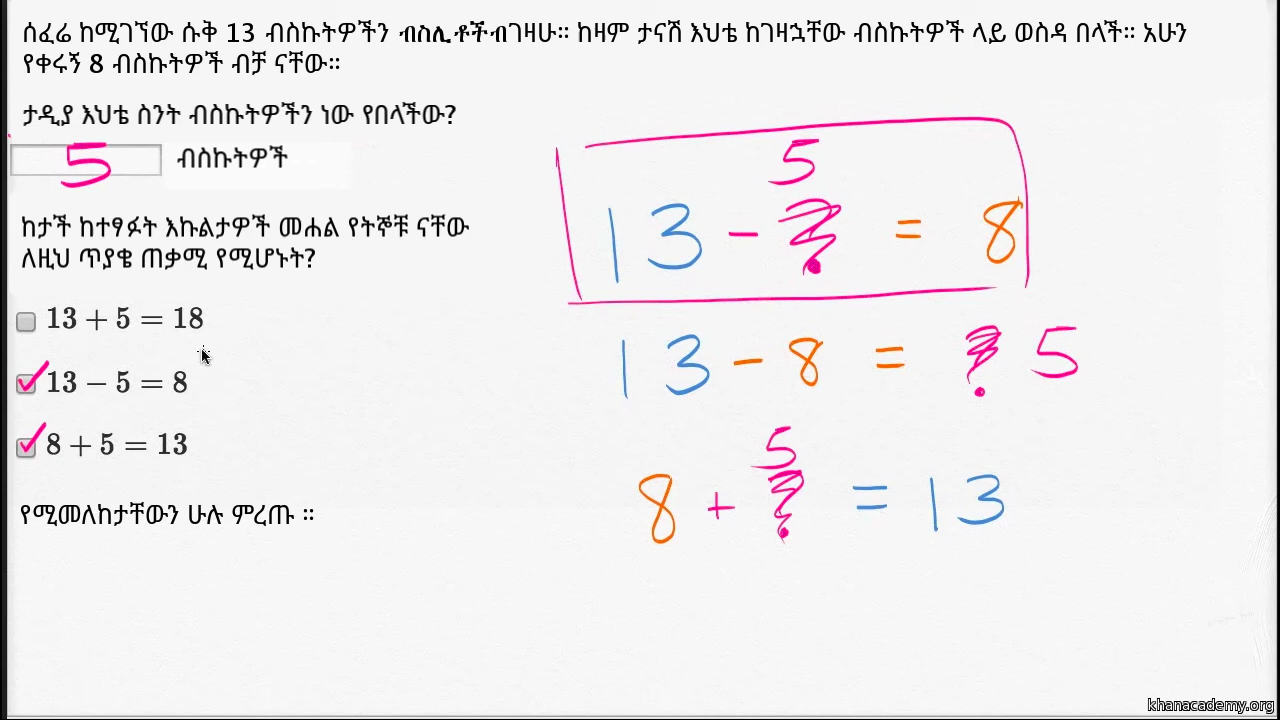 ሰፈሬ ከሚገኘው ሱቅ 13 ብስኩትዎችን ብስሊቶችብገዛሁ። ከዛም ታናሽ እህቴ ከገዛኋቸው ብስኩትዎች ላይ ወስዳ በላች። አሁን
የቀሩኝ 8 ብስኩትዎች ብቻ ናቸው።
ታዲያ እህቴ ስንት ብስኩትዎችን ነው የበላችው?
5 ብስኩትዎች
ከታች ከተፃፉት እኩልታዎች መሐል የትኞቹ ናቸው
ለዚህ ጥያቄ ጠቃሚ የሚሆኑት?
13 + 5 = 18
13 − 5 = 8
8 + 5 = 13
የሚመለከታቸውን ሁሉ ምረጡ ።
5
13 - ? = 8
13 - 8 = ? 5
5
8 + ? = 13
khanacademy.org